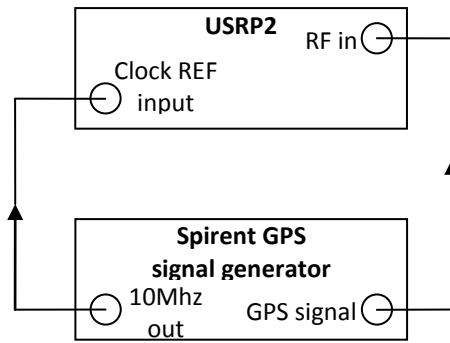 USRP2
RF in
Clock REF
input
Spirent GPS
signal generator
10Mhz
out
GPS signal